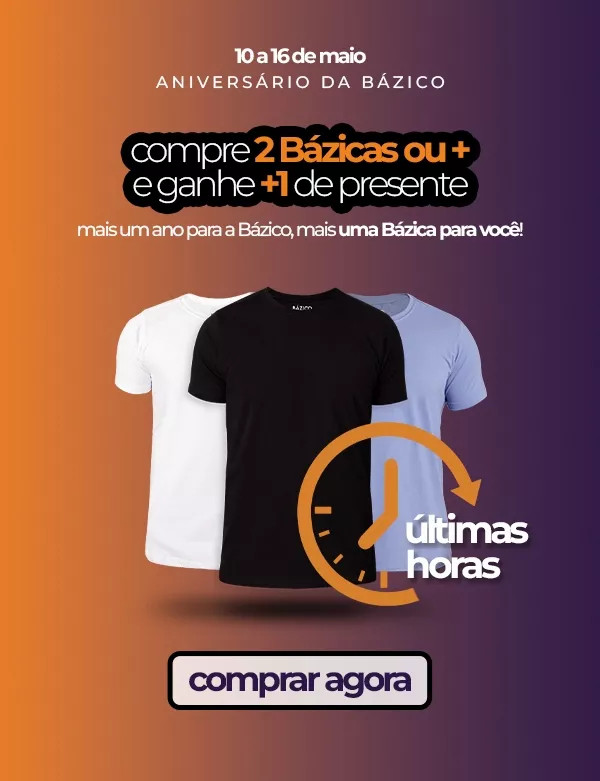 10 a 16 de maio
ANIVERSÁRIO DA BÁZICO
compre 2 Bázicas ou +
e ganhe +1 de presente
mais um ano para a Bázico, mais uma Bázica para você!
BÁZICO
últimas
horas
comprar agora